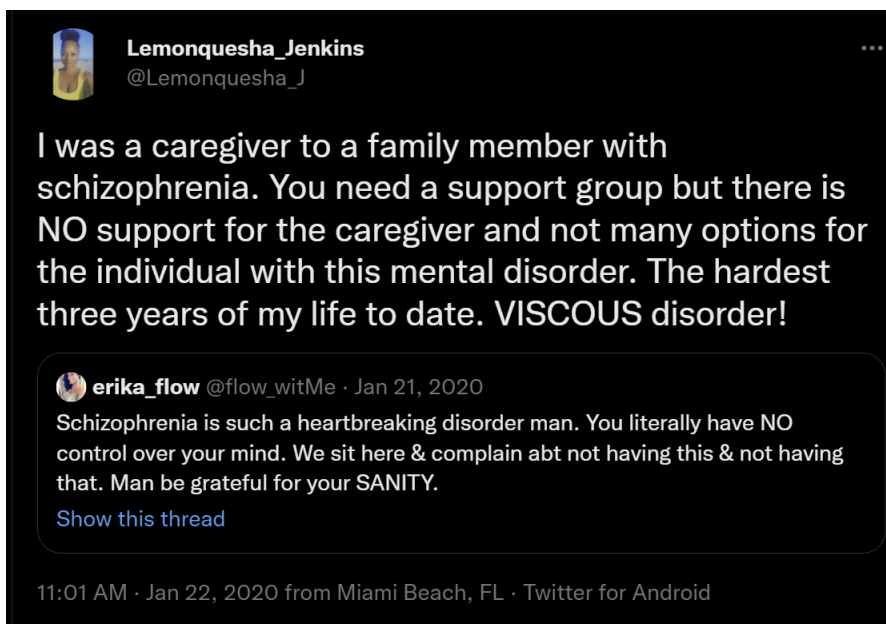 Lemonquesha_Jenkins
@Lemonquesha_J
I was a caregiver to a family member with
schizophrenia. You need a support group but there is
NO support for the caregiver and not many options for
the individual with this mental disorder. The hardest
three years of my life to date. VISCOUS disorder!
erika_flow @flow_witMe · Jan 21, 2020
Schizophrenia is such a heartbreaking disorder man. You literally have NO
control over your mind. We sit here & complain abt not having this & not having
that. Man be grateful for your SANITY.
Show this thread
11:01 AM · Jan 22, 2020 from Miami Beach, FL · Twitter for Android